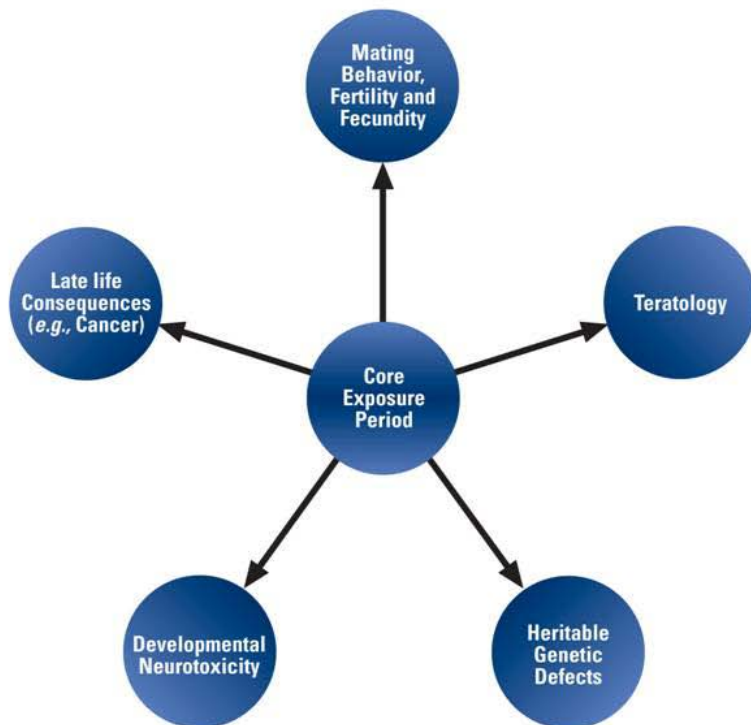 Mating
Behavior,
Fertility and
Fecundity
Late life
Consequences
(e.g., Cancer)
Teratology
Core
Exposure
Period
Developmental
Neurotoxicity
Heritable
Genetic
Defects